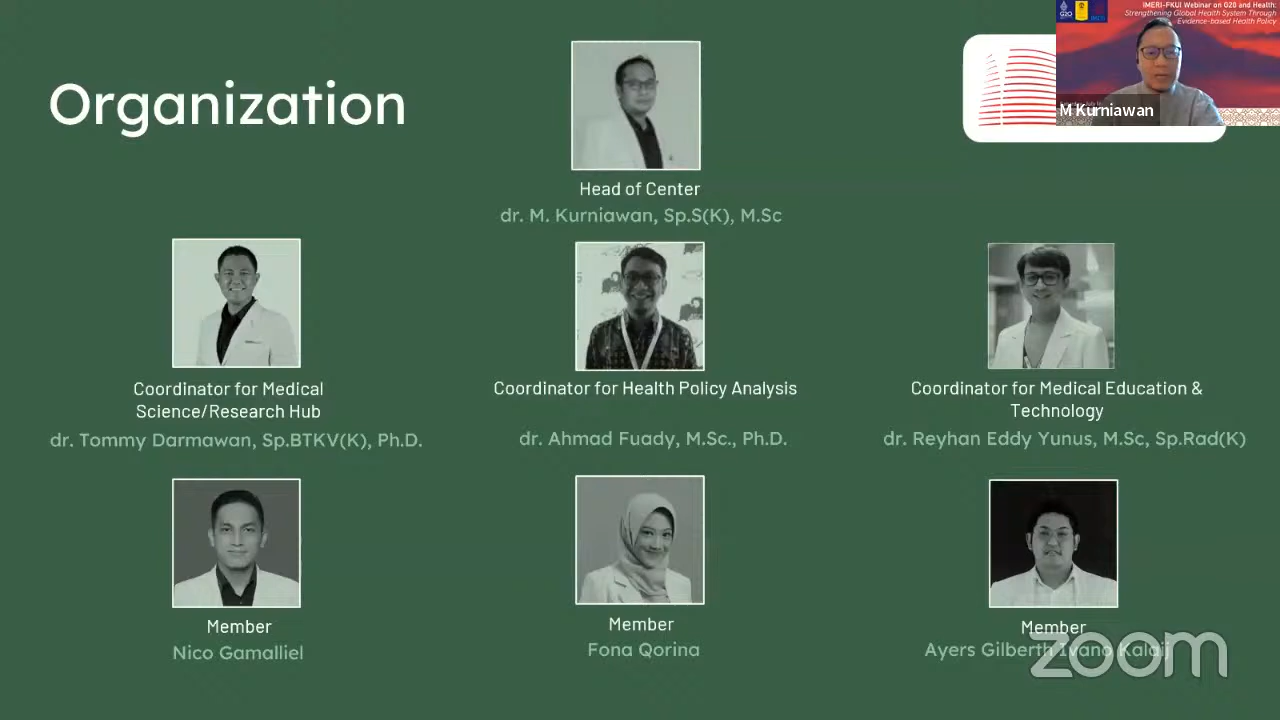 IMERI-FKUI Webinar on G20 and Health:
Strengthening Global Health System Through
Evidence-based Health Policy
G20
M Kurniawan
Organization
Head of Center
dr. M. Kurniawan, Sp.S(K), M.Sc
Coordinator for Medical
Science/Research Hub
dr. Tommy Darmawan, Sp.BTKV(K), Ph.D.
Coordinator for Health Policy Analysis
dr. Ahmad Fuady, M.Sc., Ph.D.
Coordinator for Medical Education &
Technology
dr. Reyhan Eddy Yunus, M.Sc, Sp.Rad(K)
Member
Nico Gamalliel
Member
Fona Qorina
Member
Ayers Gilberth Ivano Kalaij
zoom